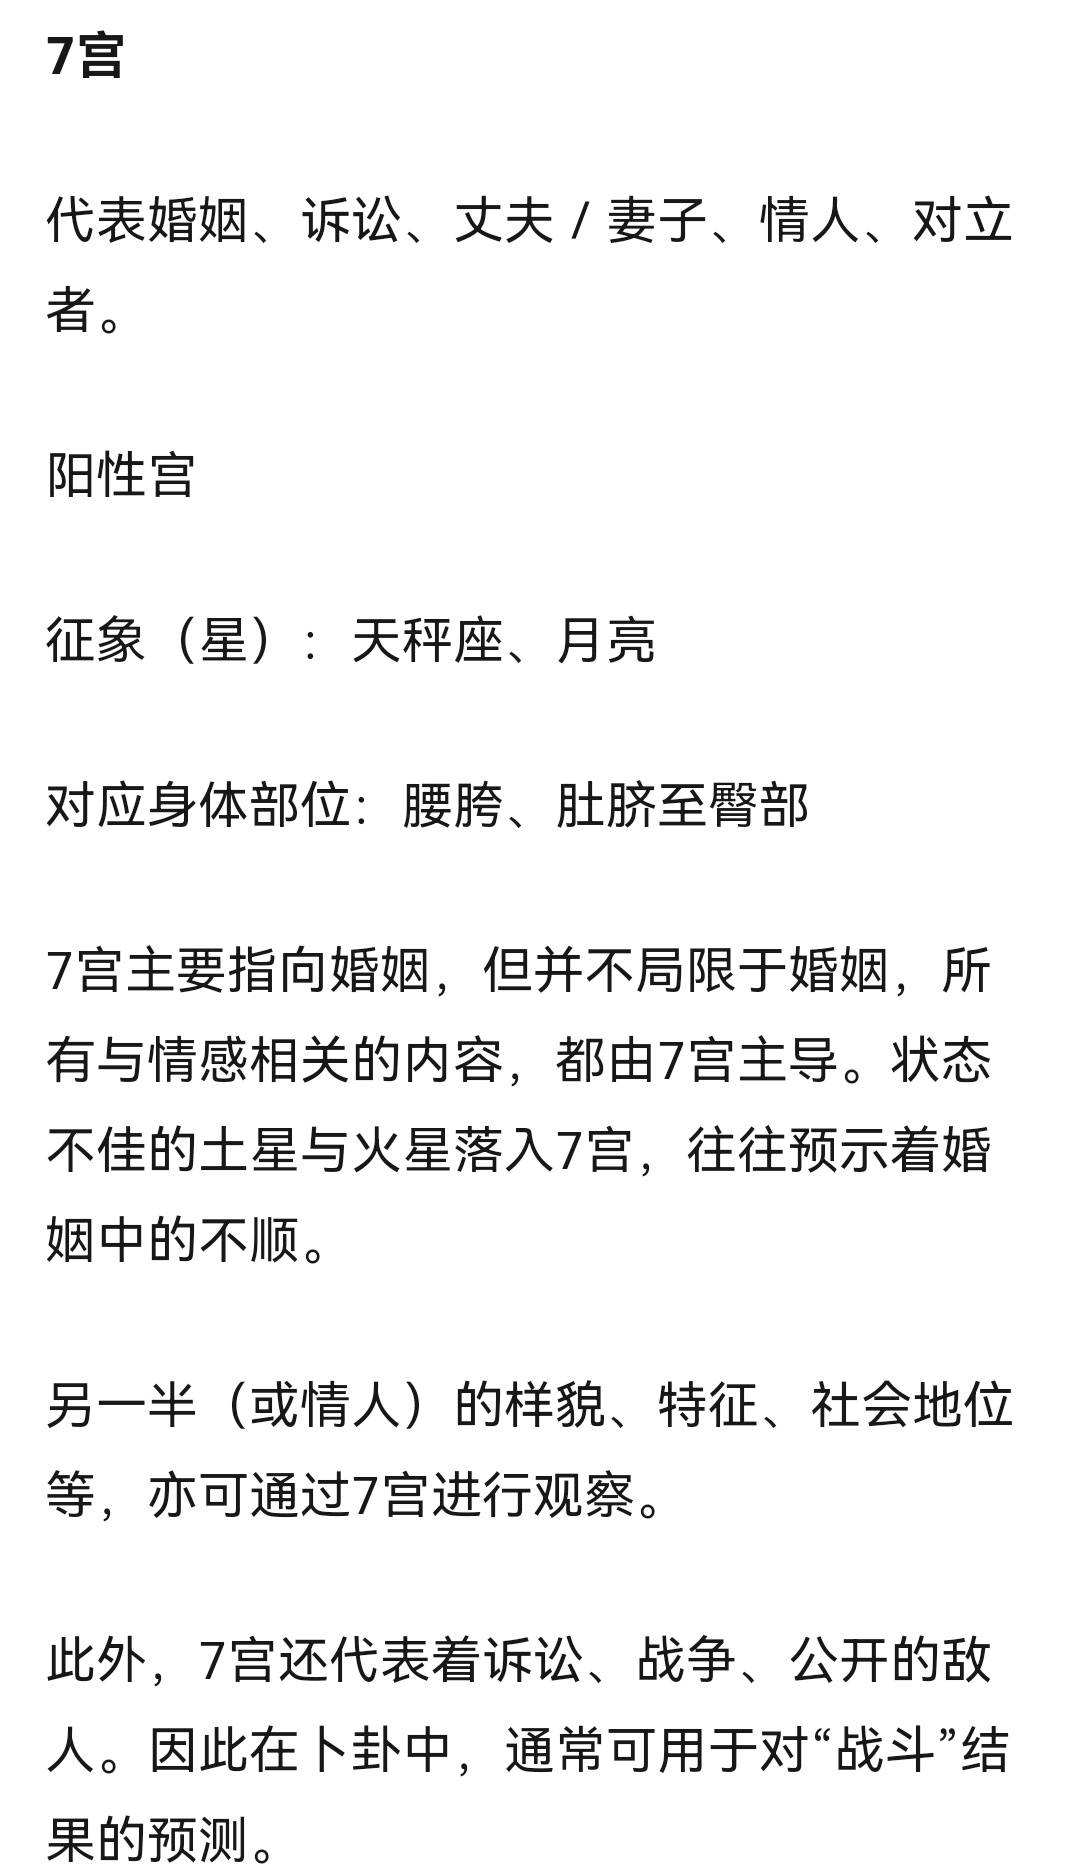 7宫
代表婚姻、诉讼、丈夫 / 妻子、情人、对立
者。
阳性宫
征象（星）：天秤座、月亮
对应身体部位：腰胯、肚脐至臀部
7宫主要指向婚姻，但并不局限于婚姻，所
有与情感相关的内容，都由7宫主导。状态
不佳的土星与火星落入7宫，往往预示着婚
姻中的不顺。
另一半（或情人）的样貌、特征、社会地位
等，亦可通过7宫进行观察。
此外，7宫还代表着诉讼、战争、公开的敌
人。因此在卜卦中，通常可用于对“战斗”结
果的预测。